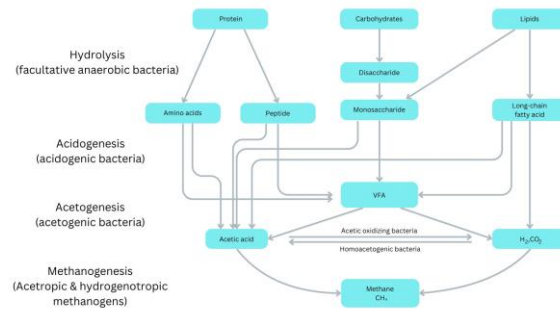 Protein
Carbohydrates
Lipids
Hydrolysis
(facultative anaerobic bacteria)
Disaccharide
Amino acids
Peptide
Monosaccharide
Long-chain
fatty acid
Acidogenesis
(acidogenic bacteria)
Acetogenesis
(acetogenic bacteria)
VFA
Acetic oxidizing bacteria
Acetic acid
H₂,CO₂
Homoacetogenic bacteria
Methanogenesis
(Acetropic & hydrogenotropic
methanogens)
Methane
CH₄